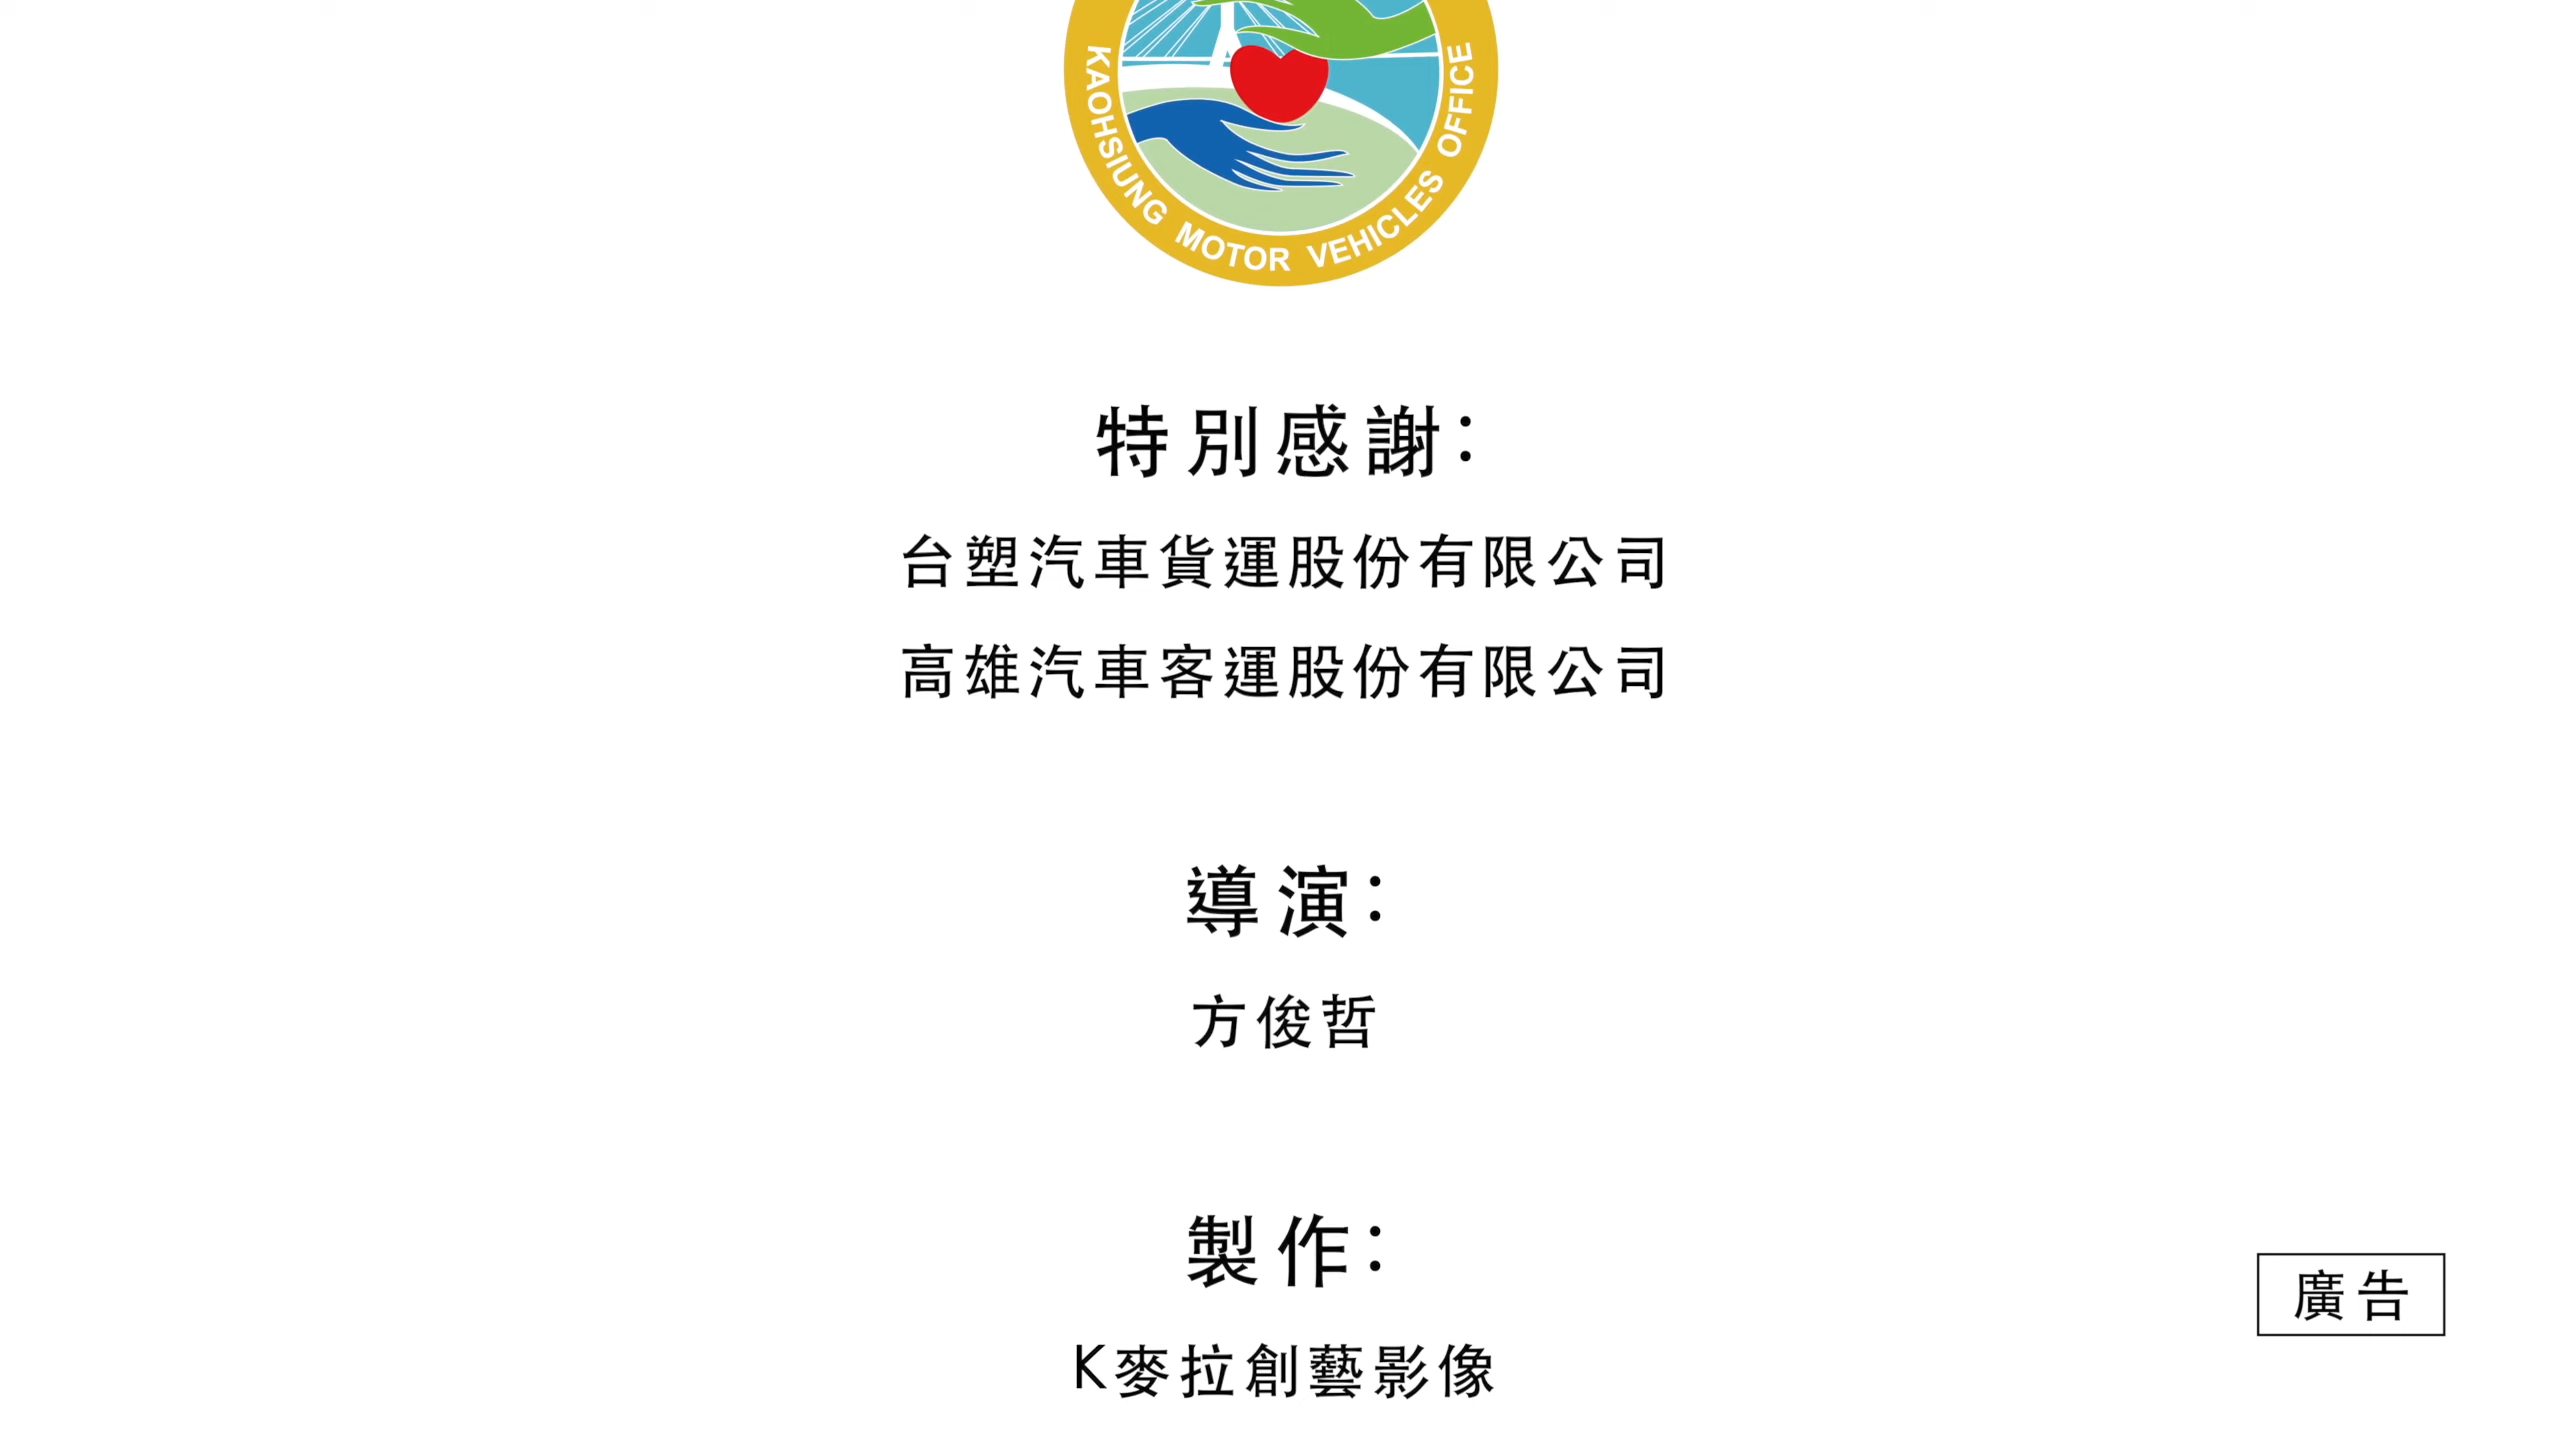 KAOHSIUNG MOTOR VEHICLES OFFICE
特別感謝：
台塑汽車貨運股份有限公司
高雄汽車客運股份有限公司
導演：
方俊哲
製作：
K麥拉創藝影像
廣告